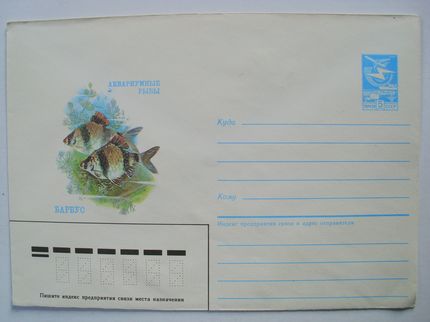 АКВАРИУМНЫЕ
РЫБЫ
БАРБУС
Куда
Кому
Индекс предприятия связи и адрес отправителя
Пишите индекс предприятия связи места назначения